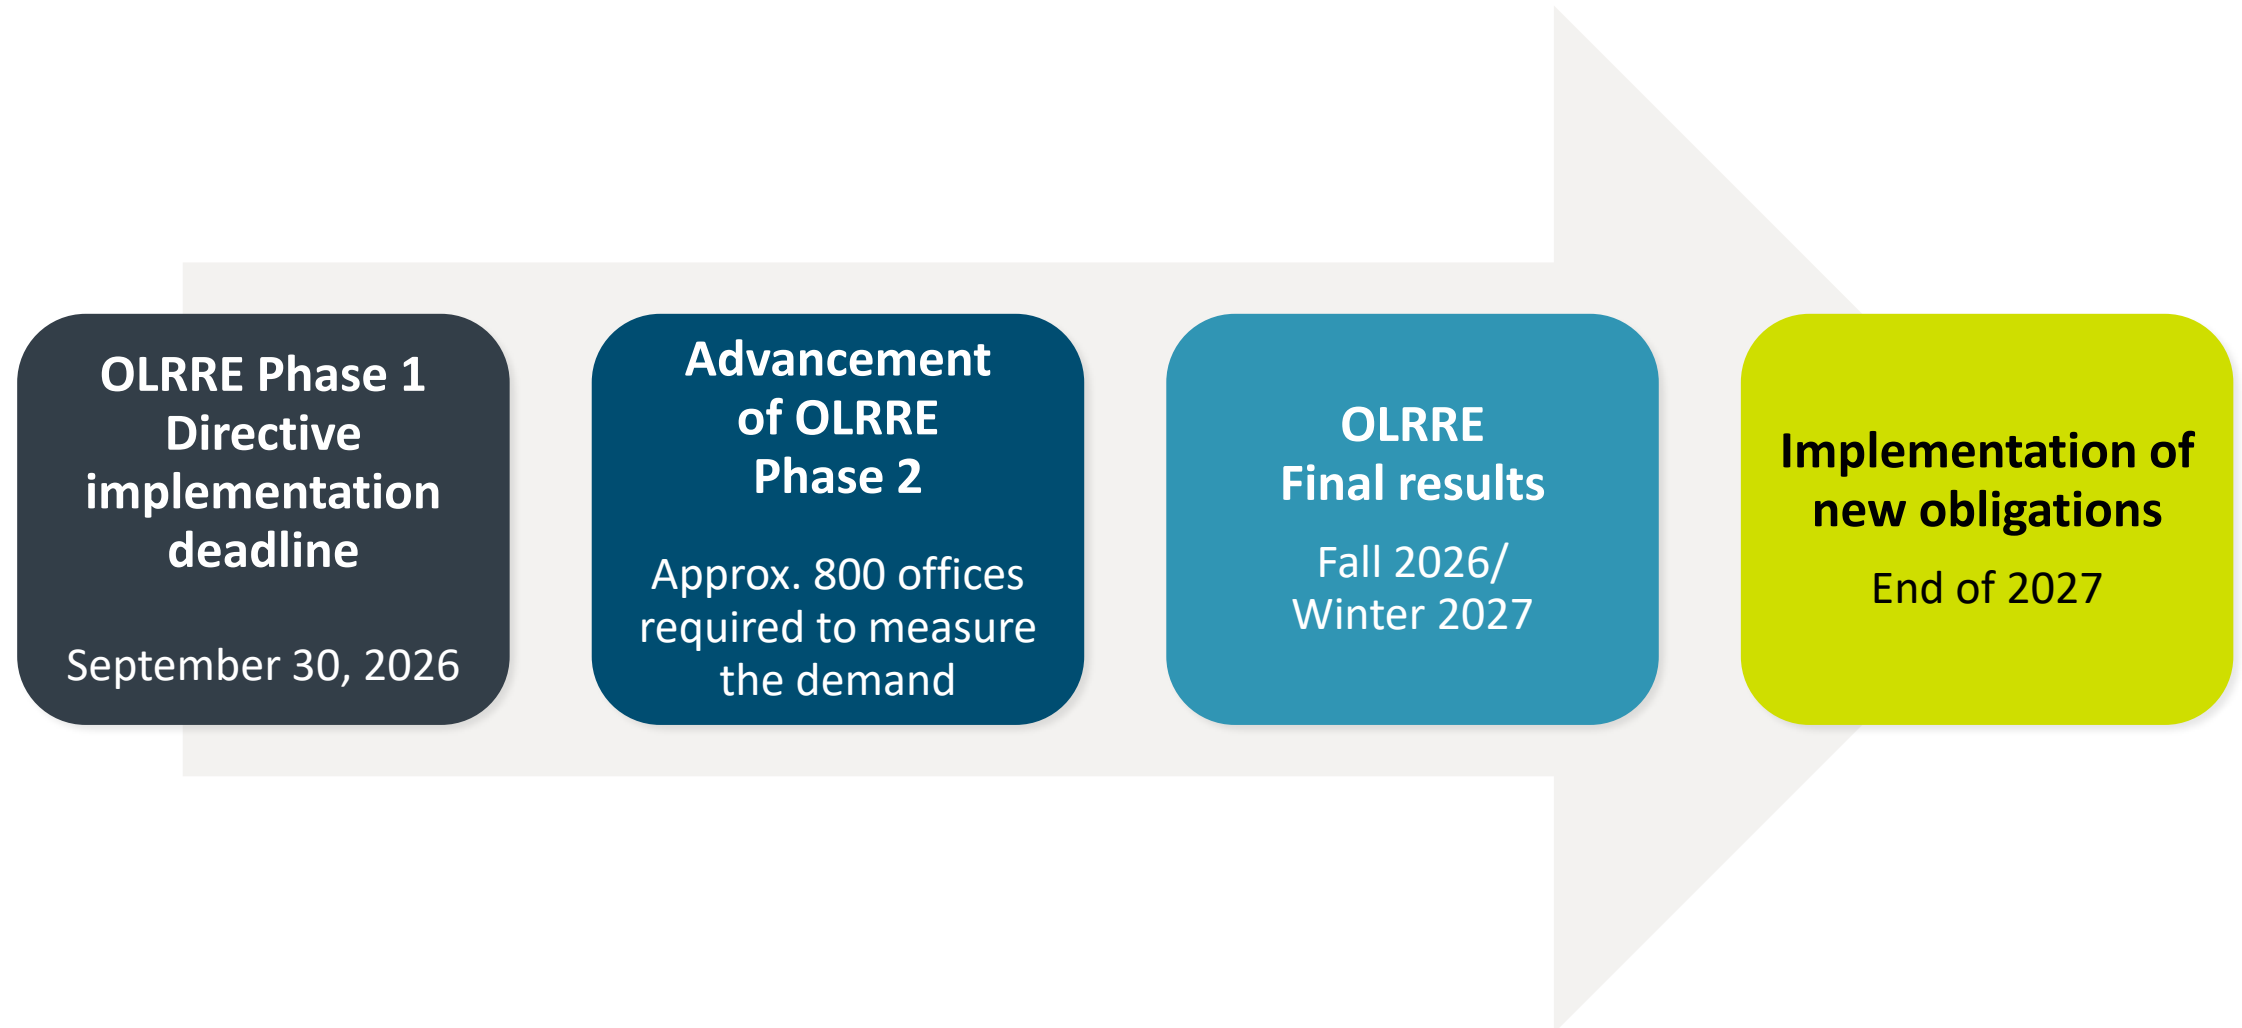 OLRRE Phase 1
Directive
implementation
deadline
September 30, 2026
Advancement
of OLRRE
Phase 2
Approx. 800 offices
required to measure
the demand
OLRRE
Final results
Fall 2026/
Winter 2027
Implementation of
new obligations
End of 2027